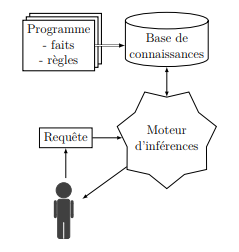 Programme
- faits
- règles
Base de
connaissances
Requête
Moteur
d'inférences